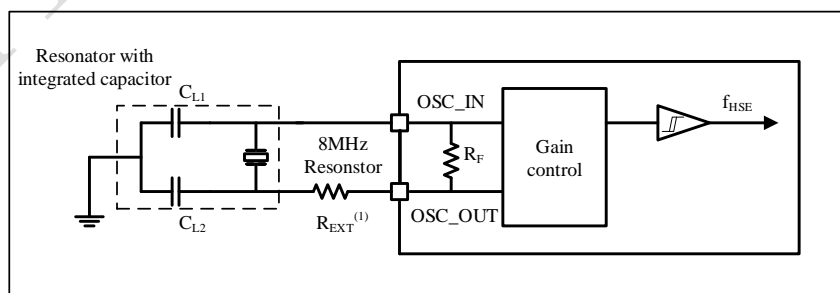 Resonator with
integrated capacitor
CL1
OSC_IN
fHSE
8MHz
Resonstor
RF
Gain
control
CL2
REXT(1)
OSC_OUT